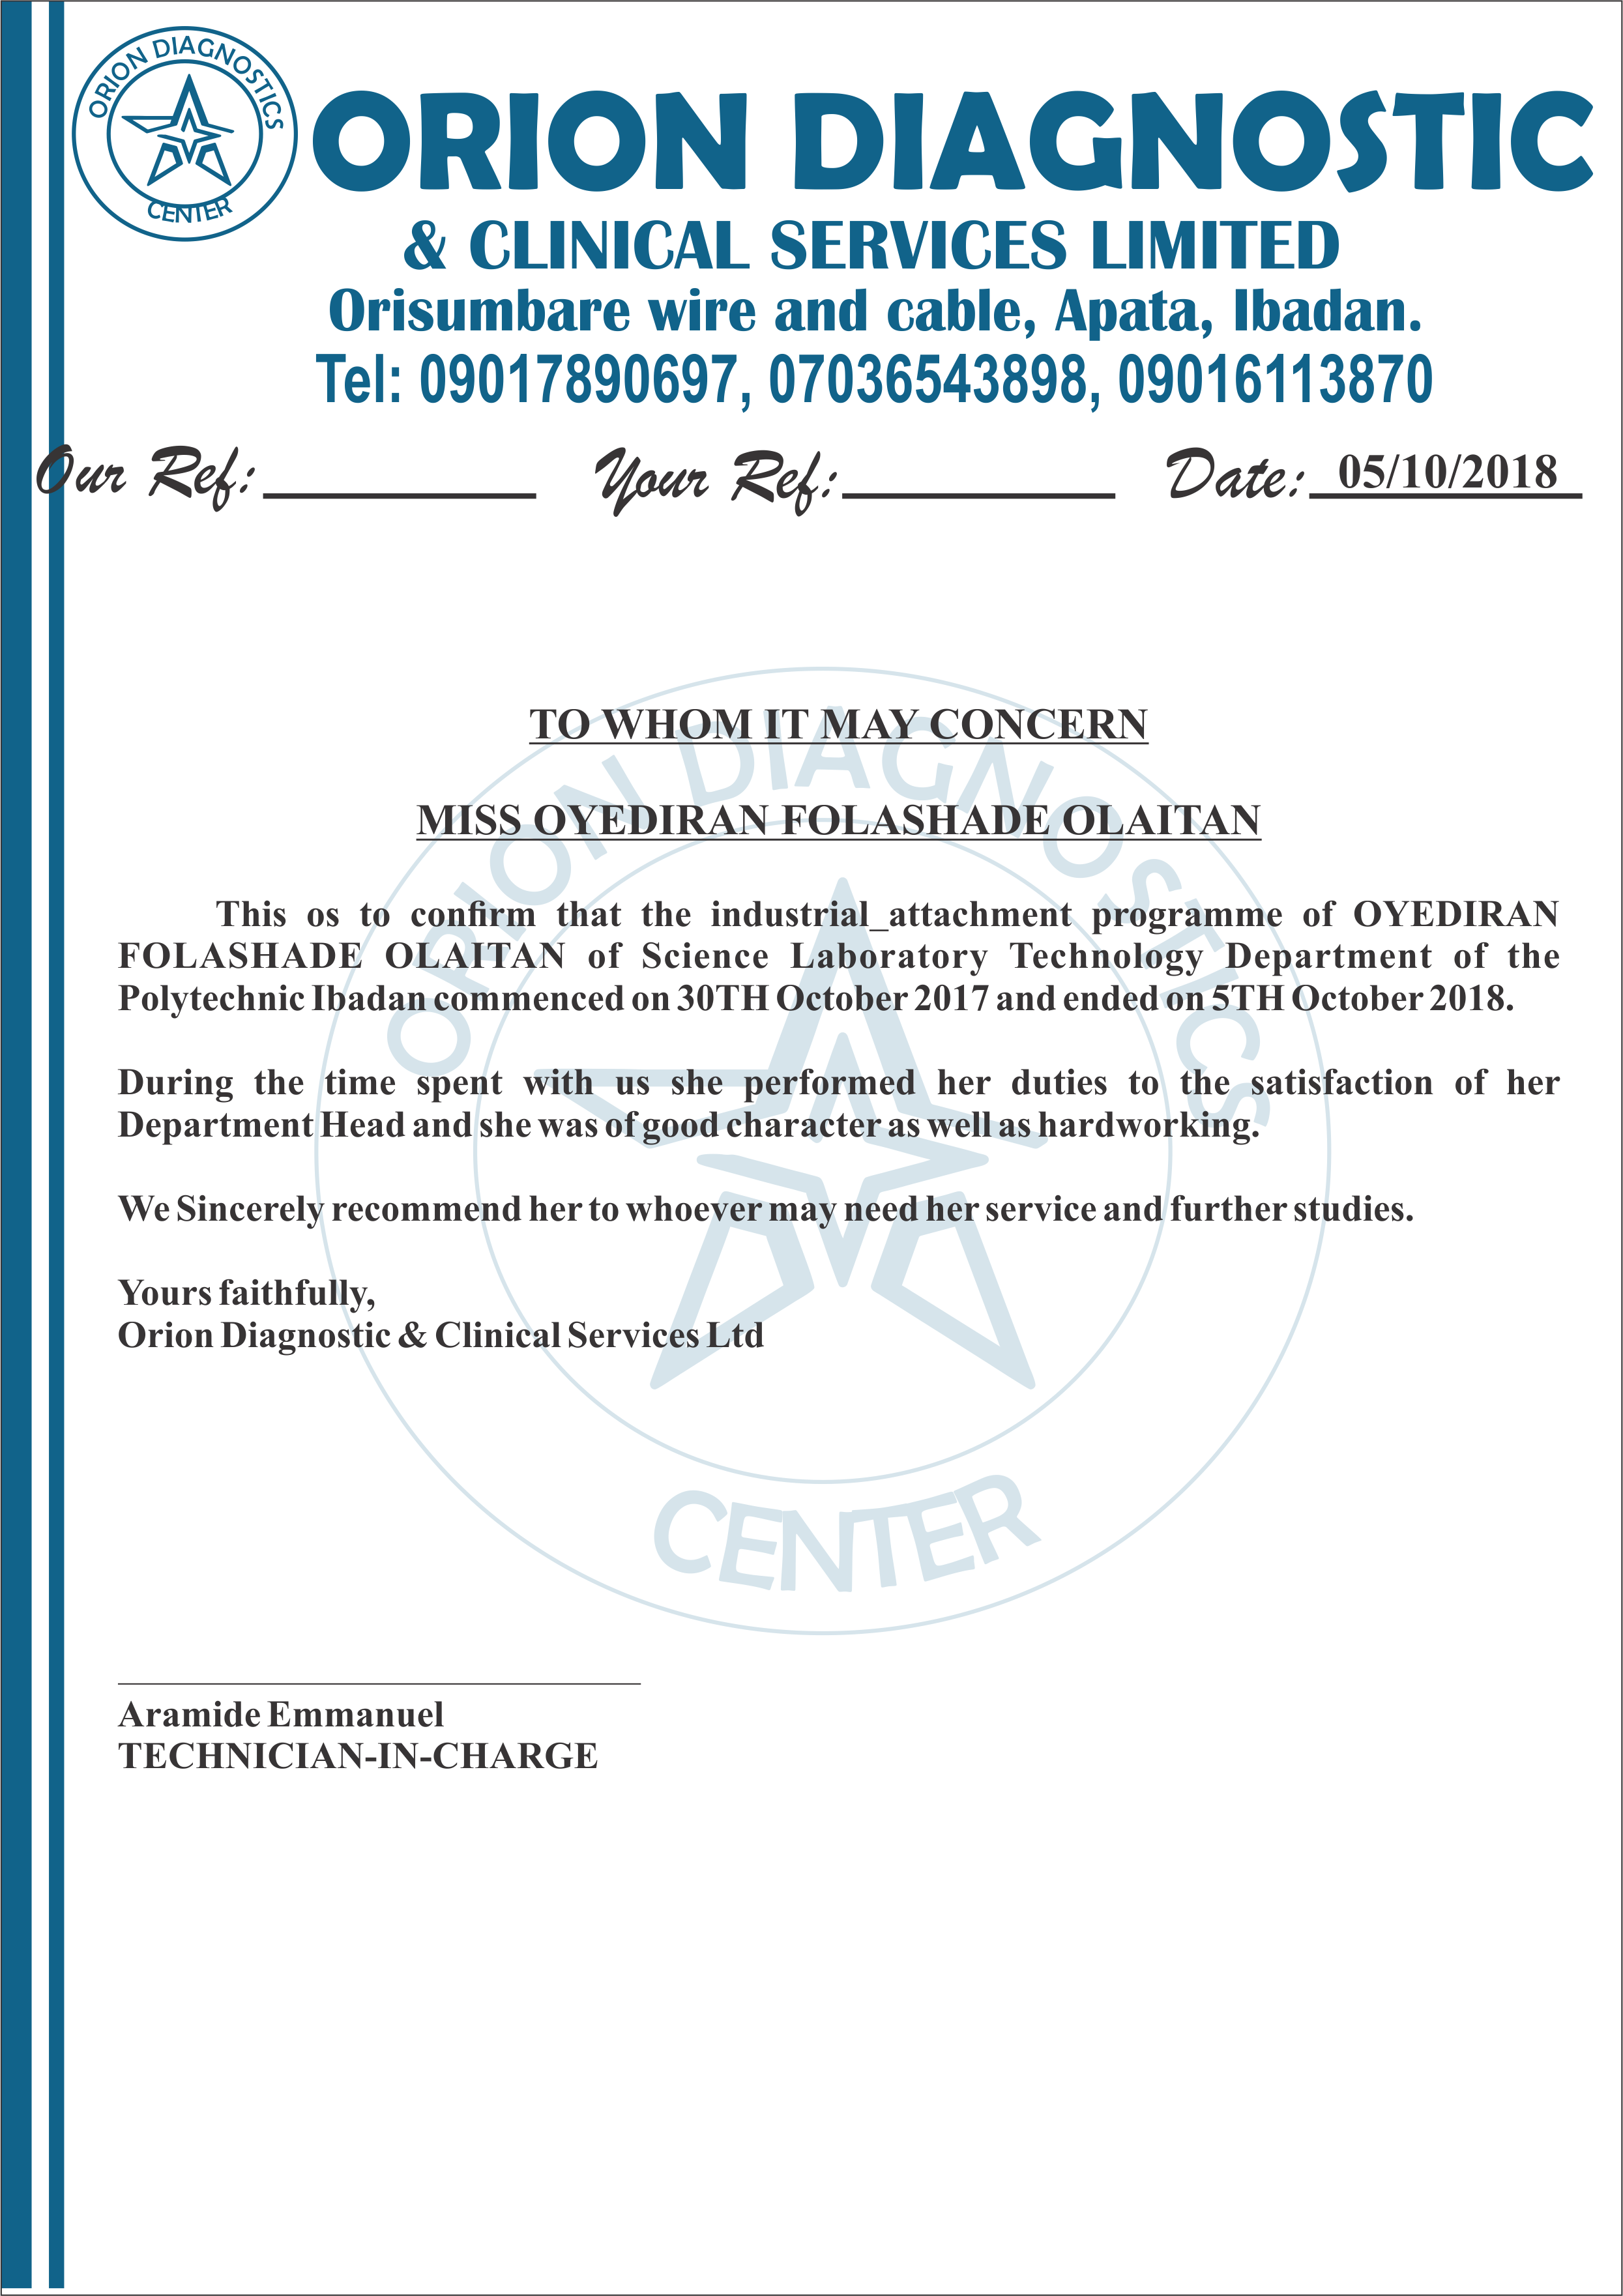 ORION DIAGNOSTICS
CENTER
ORION DIAGNOSTIC
& CLINICAL SERVICES LIMITED
Orisumbare wire and cable, Apata, Ibadan.
Tel: 09017890697, 07036543898, 09016113870
Our Ref: Your Ref: Date: 05/10/2018
TO WHOM IT MAY CONCERN
MISS OYEDIRAN FOLASHADE OLAITAN
This os to confirm that the industrial_attachment programme of OYEDIRAN
FOLASHADE OLAITAN of Science Laboratory Technology Department of the
Polytechnic Ibadan commenced on 30TH October 2017 and ended on 5TH October 2018.
During the time spent with us she performed her duties to the satisfaction of her
Department Head and she was of good character as well as hardworking.
We Sincerely recommend her to whoever may need her service and further studies.
Yours faithfully,
Orion Diagnostic & Clinical Services Ltd
ORION DIAGNOSTICS
CENTER
Aramide Emmanuel
TECHNICIAN-IN-CHARGE